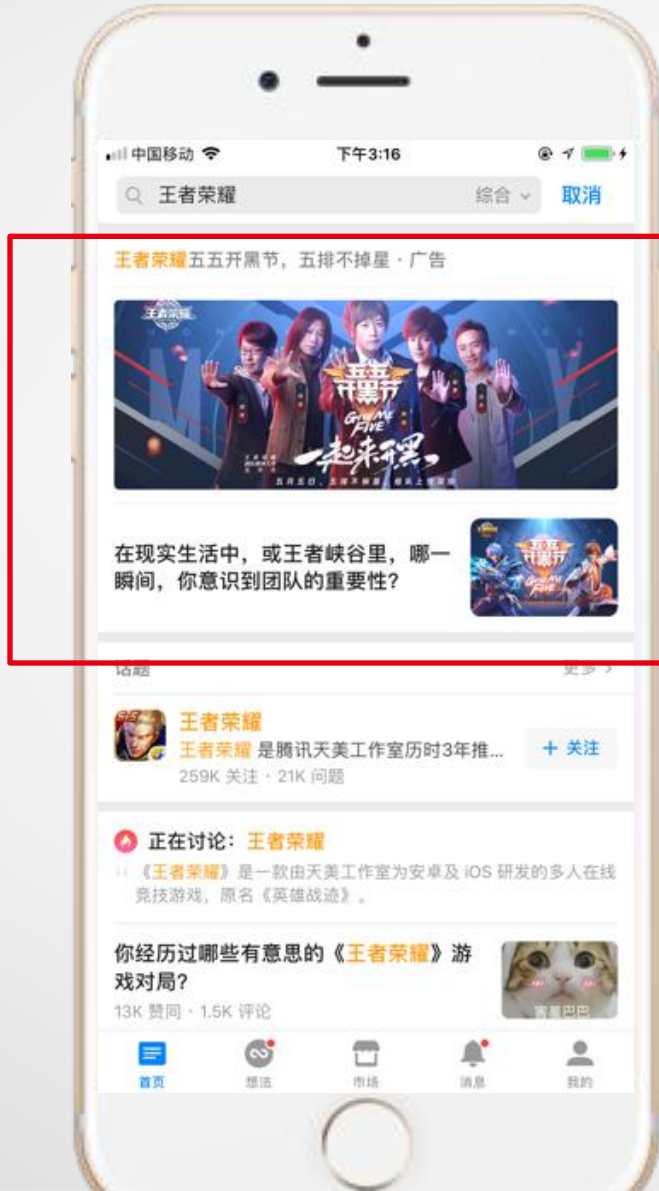 中国移动 下午3:16
王者荣耀 综合 取消
王者荣耀五五开黑节，五排不掉星 · 广告
王者荣耀
五五
开黑节
GIVE ME
FIVE
一起来开黑
在现实生活中，或王者峡谷里，哪一
瞬间，你意识到团队的重要性？
五五
开黑节
GIVE ME
FIVE
话题 更多
王者荣耀
王者荣耀 是腾讯天美工作室历时3年推...
+ 关注
259K 关注 · 21K 问题
正在讨论：王者荣耀
《王者荣耀》是一款由天美工作室为安卓及 iOS 研发的多人在线
竞技游戏，原名《英雄战迹》。
你经历过哪些有意思的《王者荣耀》游
戏对局？
13K 赞同 · 1.5K 评论
首页 想法 市场 消息 我的